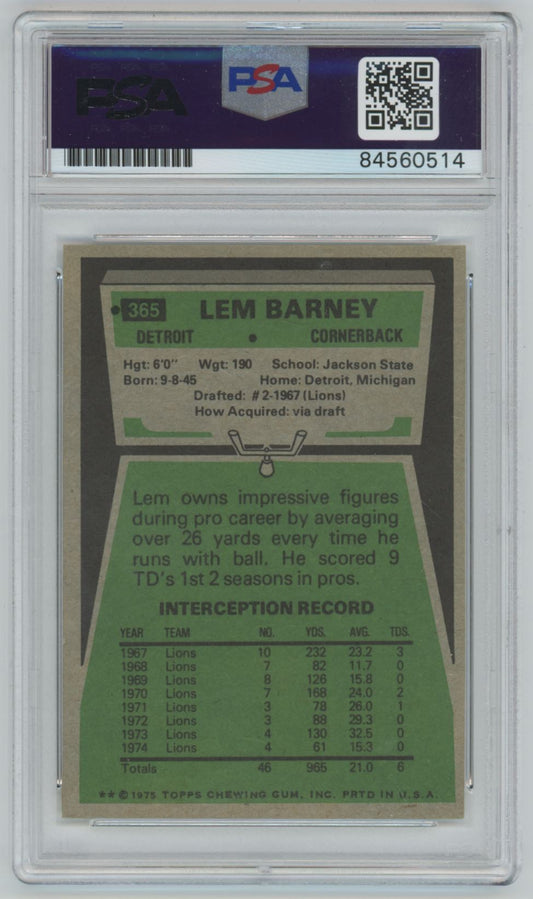 PSA
PSA
84560514
365 LEM BARNEY
DETROIT • CORNERBACK
Hgt: 6'0" Wgt: 190 School: Jackson State
Born: 9-8-45 Home: Detroit, Michigan
Drafted: #2-1967 (Lions)
How Acquired: via draft
Lem owns impressive figures
during pro career by averaging
over 26 yards every time he
runs with ball. He scored 9
TD's 1st 2 seasons in pros.
INTERCEPTION RECORD
YEAR TEAM NO. YDS. AVG. TDS.
1967 Lions 10 232 23.2 3
1968 Lions 7 82 11.7 0
1969 Lions 8 126 15.8 0
1970 Lions 7 168 24.0 2
1971 Lions 3 78 26.0 1
1972 Lions 3 88 29.3 0
1973 Lions 4 130 32.5 0
1974 Lions 4 61 15.3 0
Totals 46 965 21.0 6
** © 1975 TOPPS CHEWING GUM, INC. PRTD IN U.S.A.